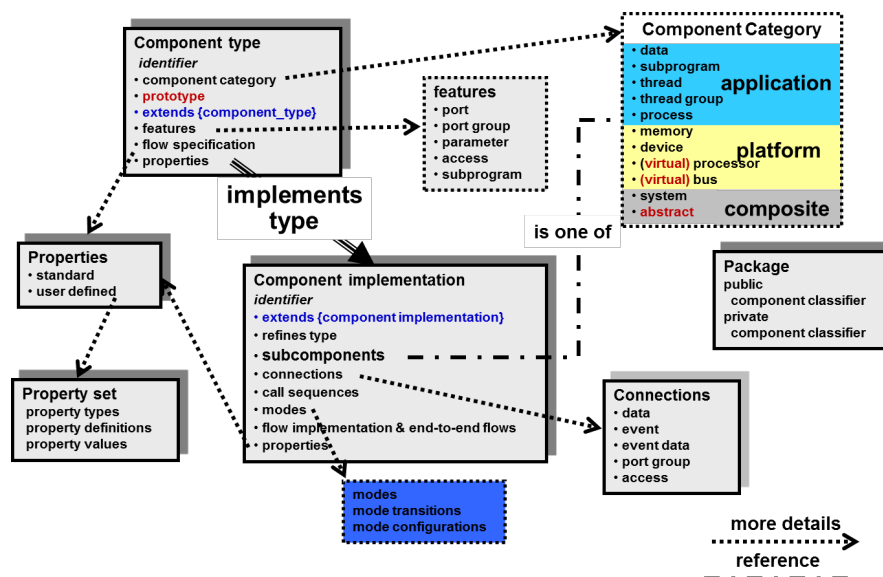 Component type
identifier
• component category
• prototype
• extends {component_type}
• features
• flow specification
• properties
features
• port
• port group
• parameter
• access
• subprogram
Component Category
• data
• subprogram
• thread
• thread group
• process
application
• memory
• device
• (virtual) processor
• (virtual) bus
platform
• system
• abstract
composite
implements
type
is one of
Properties
• standard
• user defined
Component implementation
identifier
• extends {component implementation}
• refines type
• subcomponents
• connections
• call sequences
• modes
• flow implementation & end-to-end flows
• properties
Package
public
component classifier
private
component classifier
Property set
property types
property definitions
property values
Connections
• data
• event
• event data
• port group
• access
modes
mode transitions
mode configurations
more details
reference